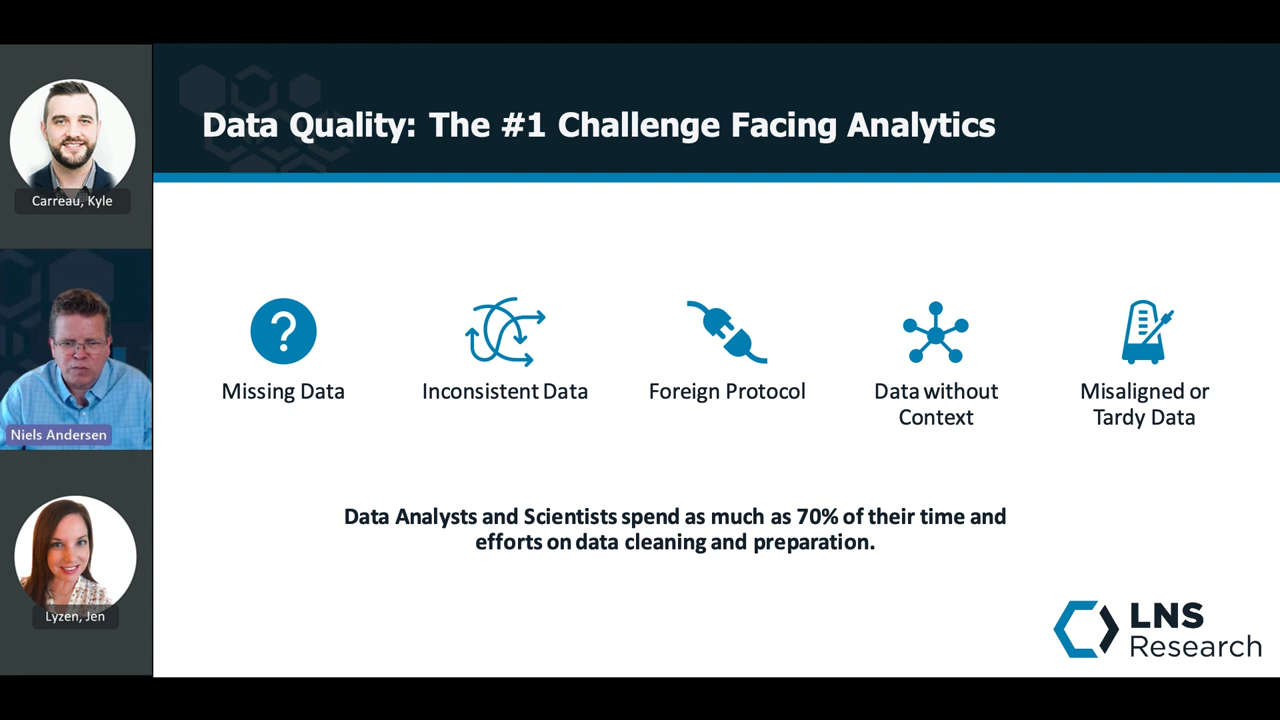 Data Quality: The #1 Challenge Facing Analytics
Carreau, Kyle
Niels Andersen
Lyzen, Jen
?
Missing Data
Inconsistent Data
Foreign Protocol
Data without
Context
Misaligned or
Tardy Data
Data Analysts and Scientists spend as much as 70% of their time and
efforts on data cleaning and preparation.
LNS
Research